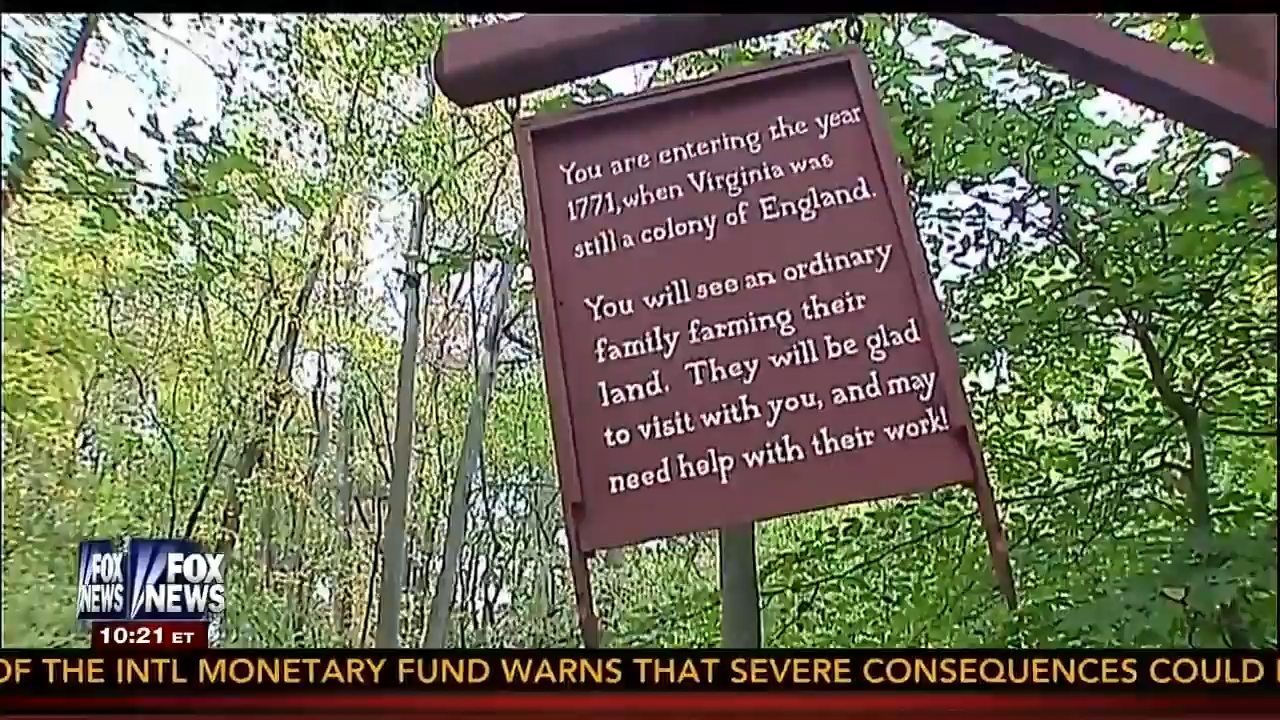 You are entering the year
1771, when Virginia was
still a colony of England.
You will see an ordinary
family farming their
land. They will be glad
to visit with you, and may
need help with their work!
FOX NEWS
FOX NEWS
10:21 ET
OF THE INTL MONETARY FUND WARNS THAT SEVERE CONSEQUENCES COULD